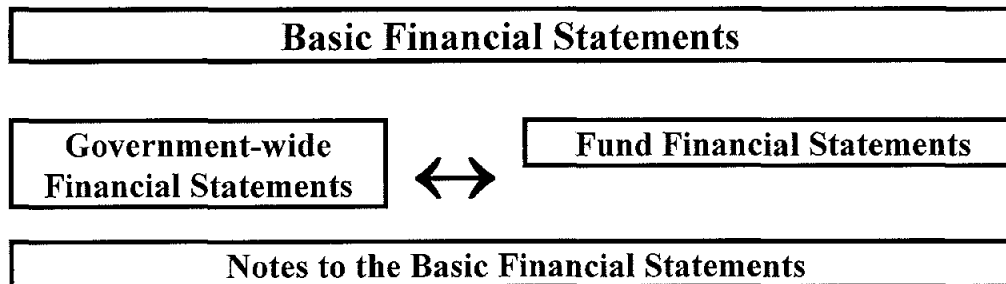 Basic Financial Statements
Government-wide
Financial Statements
Fund Financial Statements
Notes to the Basic Financial Statements